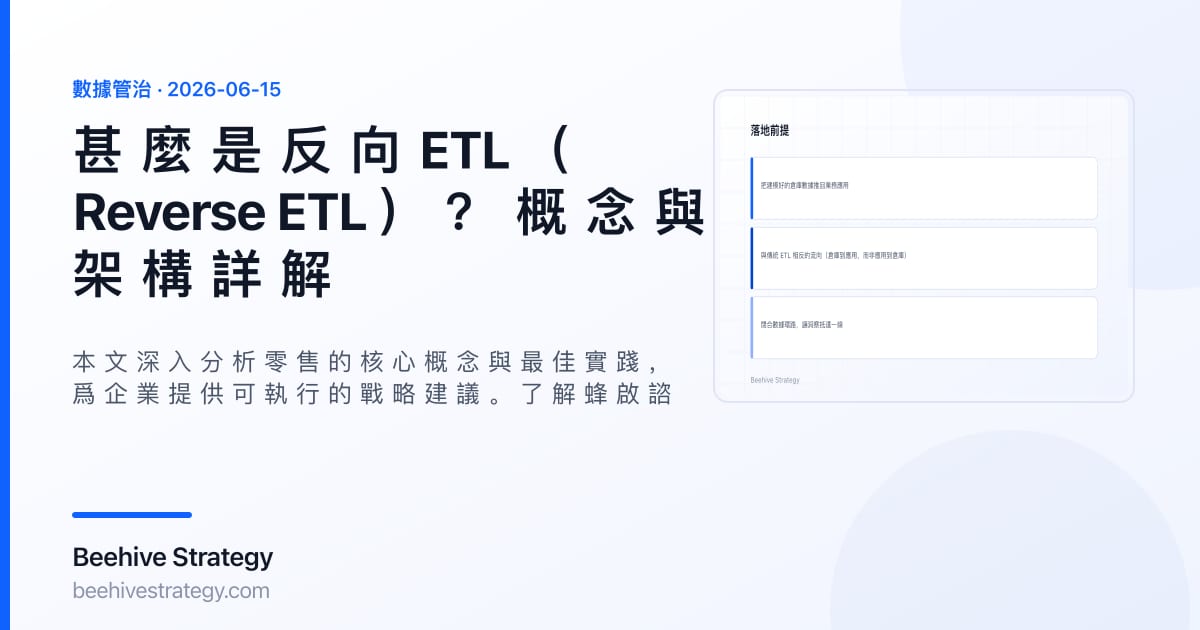 數據管治 · 2026-06-15
甚麼是反向 ETL（
Reverse ETL）？概念與
架構詳解
本文深入分析零售的核心概念與最佳實踐，
爲企業提供可執行的戰略建議。了解蜂啟諮
Beehive Strategy
beehivestrategy.com
落地前提
把建模好的倉庫數據推回業務應用
與傳統 ETL 相反的流向（倉庫到應用，而非應用到倉庫）
閉合數據環路，讓洞察抵達一線
Beehive Strategy